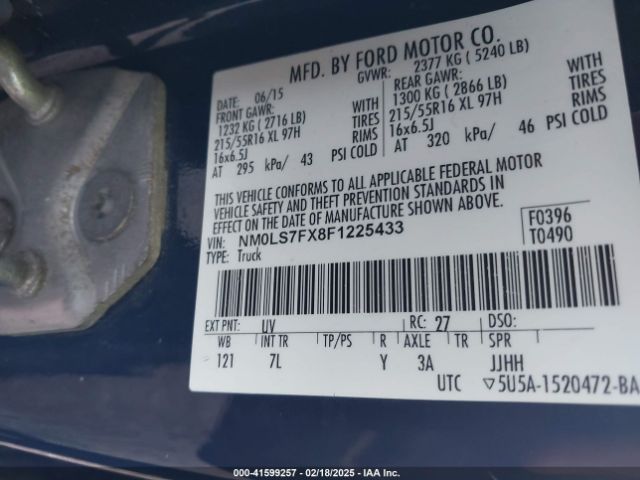 MFD. BY FORD MOTOR CO.
DATE: 06/15 GVWR: 2377 KG ( 5240 LB)
FRONT GAWR: REAR GAWR: WITH
1232 KG ( 2716 LB) WITH 1300 KG ( 2866 LB) TIRES
215/55R16 XL 97H TIRES 215/55R16 XL 97H RIMS
16x6.5J RIMS 16x6.5J
AT 295 kPa/ 43 PSI COLD AT 320 kPa/ 46 PSI COLD
THIS VEHICLE CONFORMS TO ALL APPLICABLE FEDERAL MOTOR
VEHICLE SAFETY AND THEFT PREVENTION STANDARDS IN
EFFECT ON THE DATE OF MANUFACTURE SHOWN ABOVE.
VIN: NM0LS7FX8F1225433 F0396
TYPE: Truck T0490
EXT PNT: UV RC: 27 DSO:
WB INT TR TP/PS R AXLE TR SPR
121 7L Y 3A JJHH
UTC ▽5U5A-1520472-BA
000-41599257 - 02/18/2025 - IAA Inc.